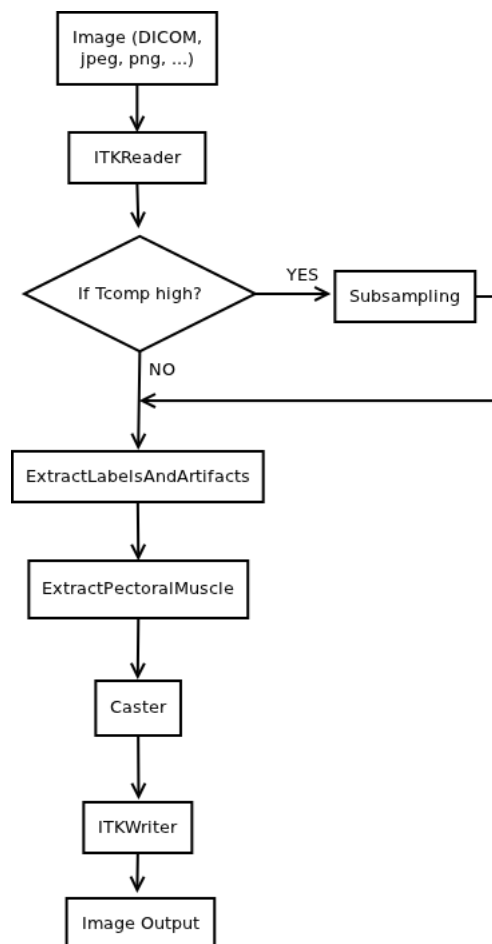 Image (DICOM,
jpeg, png, ...)
ITKReader
If Tcomp high?
YES
Subsampling
NO
ExtractLabelsAndArtifacts
ExtractPectoralMuscle
Caster
ITKWriter
Image Output